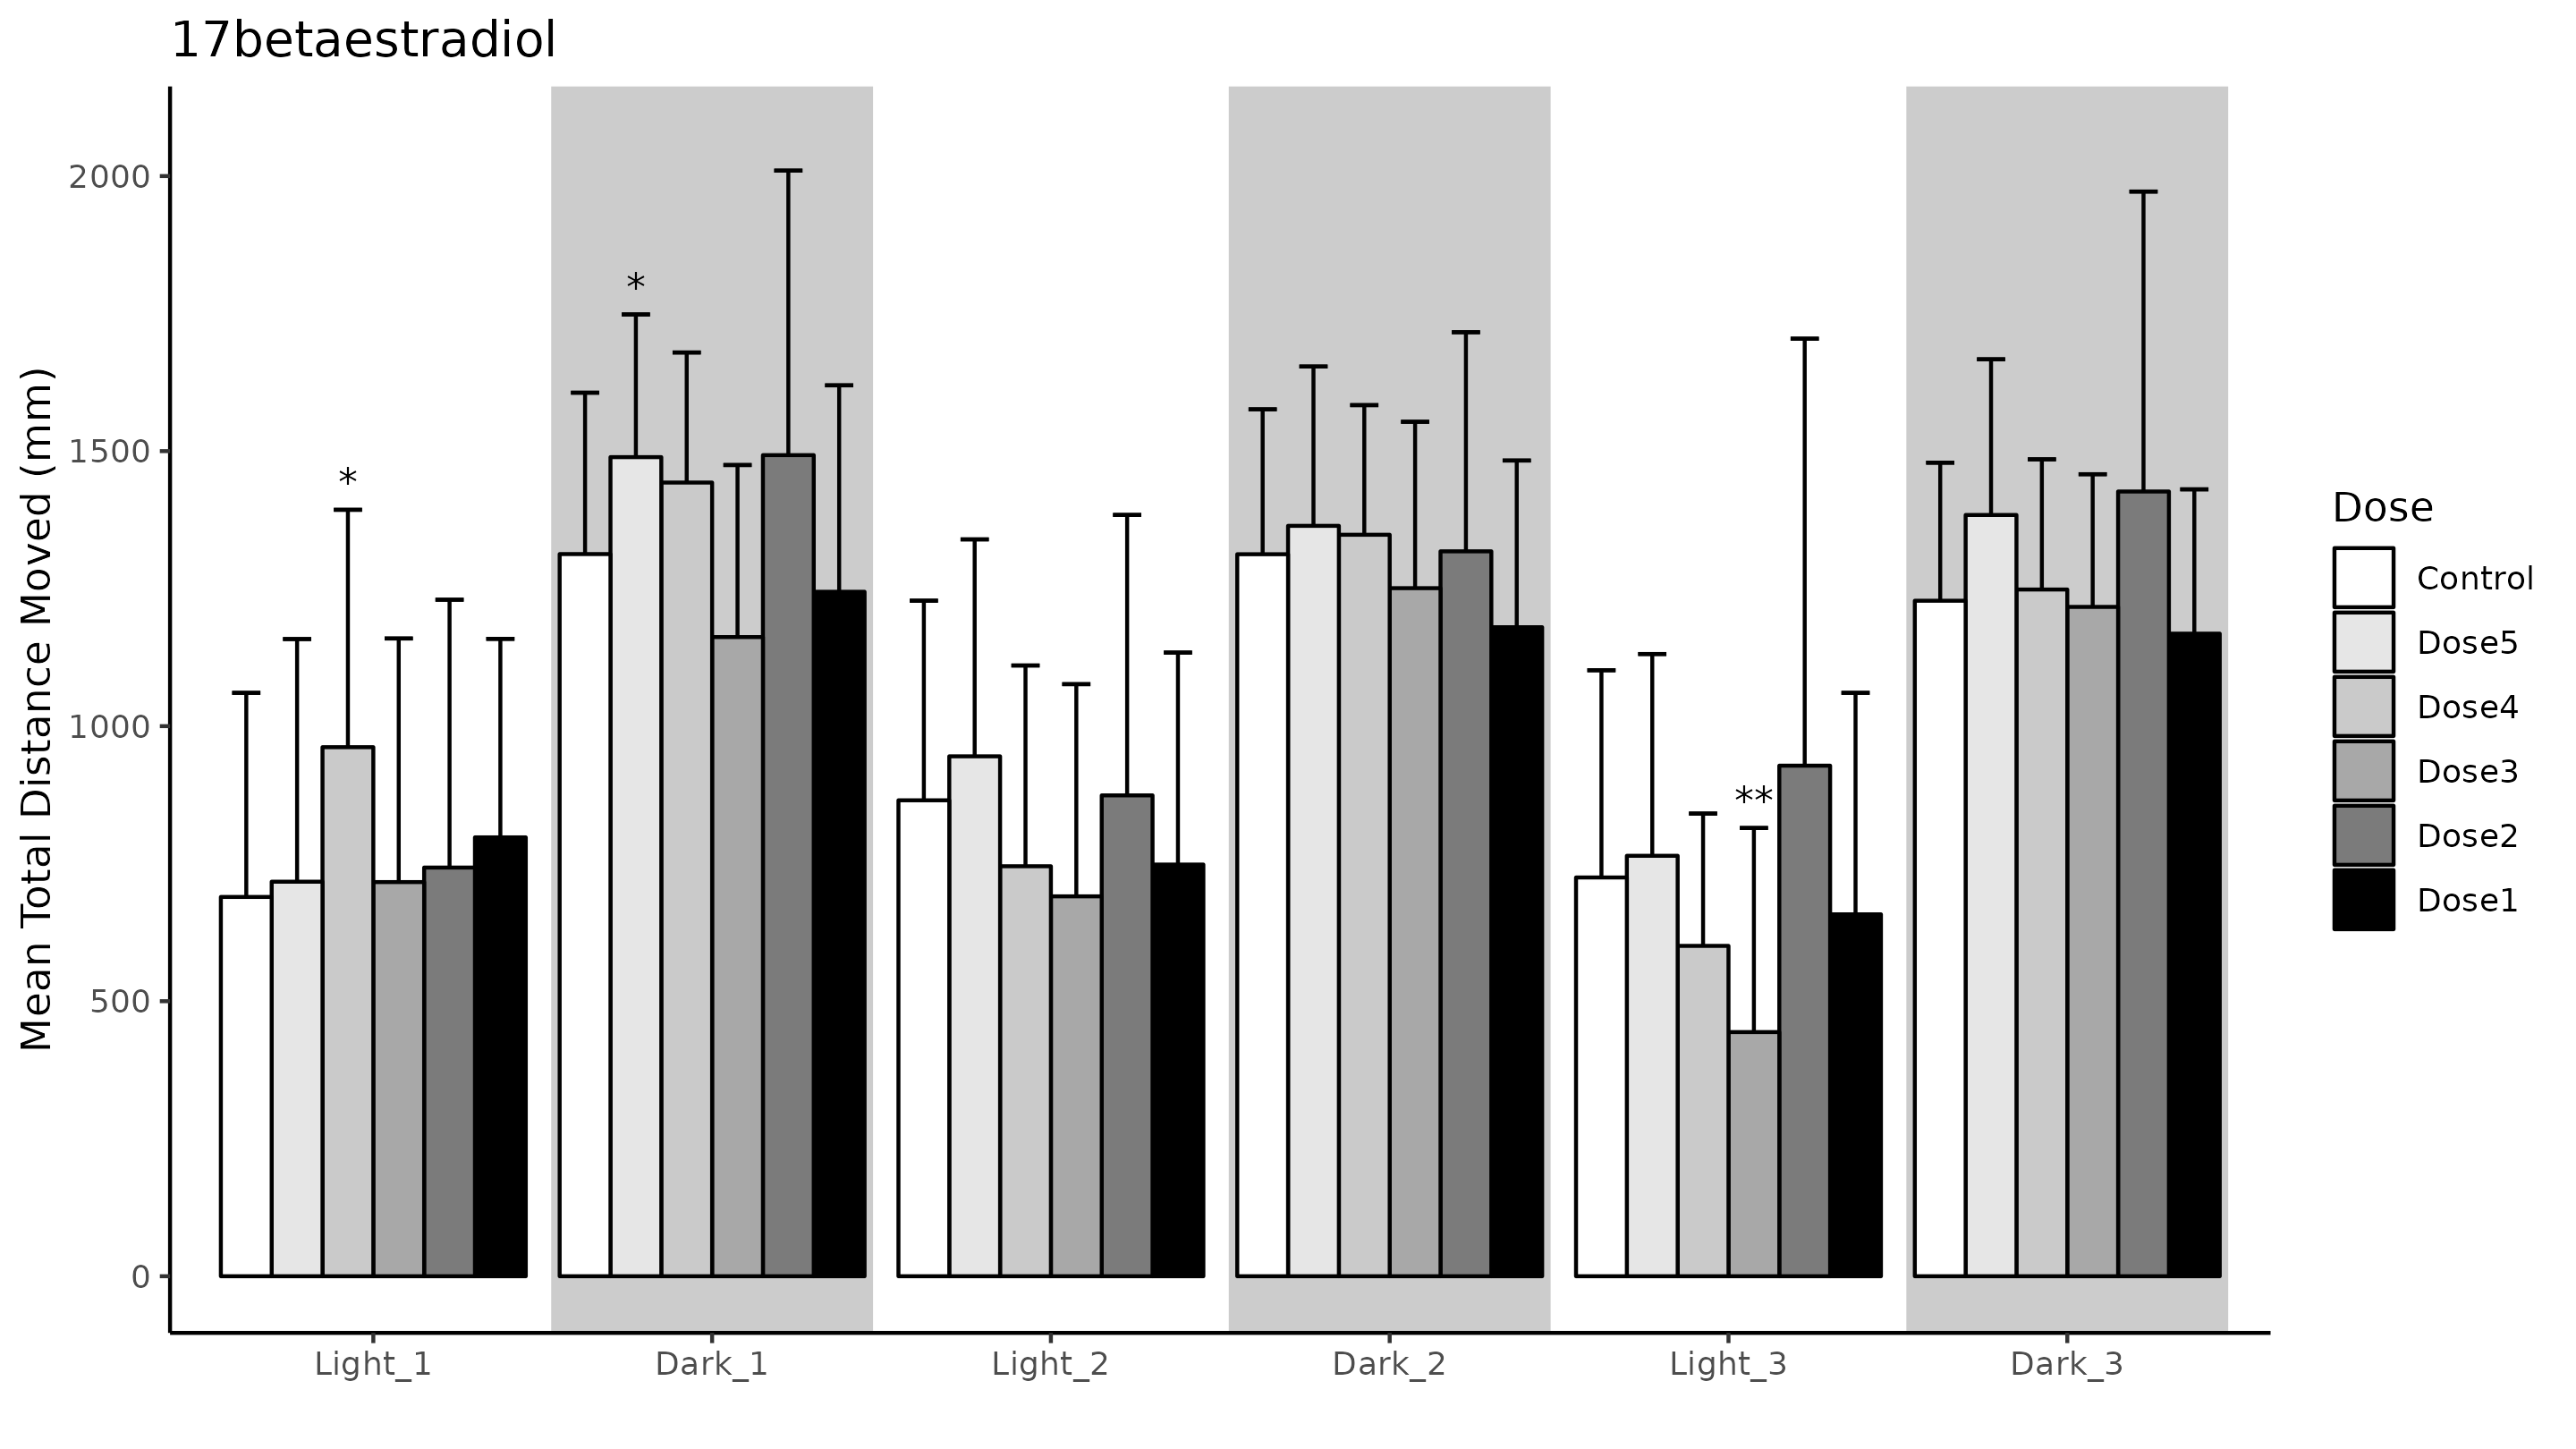 17betaestradiol
Mean Total Distance Moved (mm)
2000
1500
1000
500
0
*
*
**
Light_1
Dark_1
Light_2
Dark_2
Light_3
Dark_3
Dose
Control
Dose5
Dose4
Dose3
Dose2
Dose1